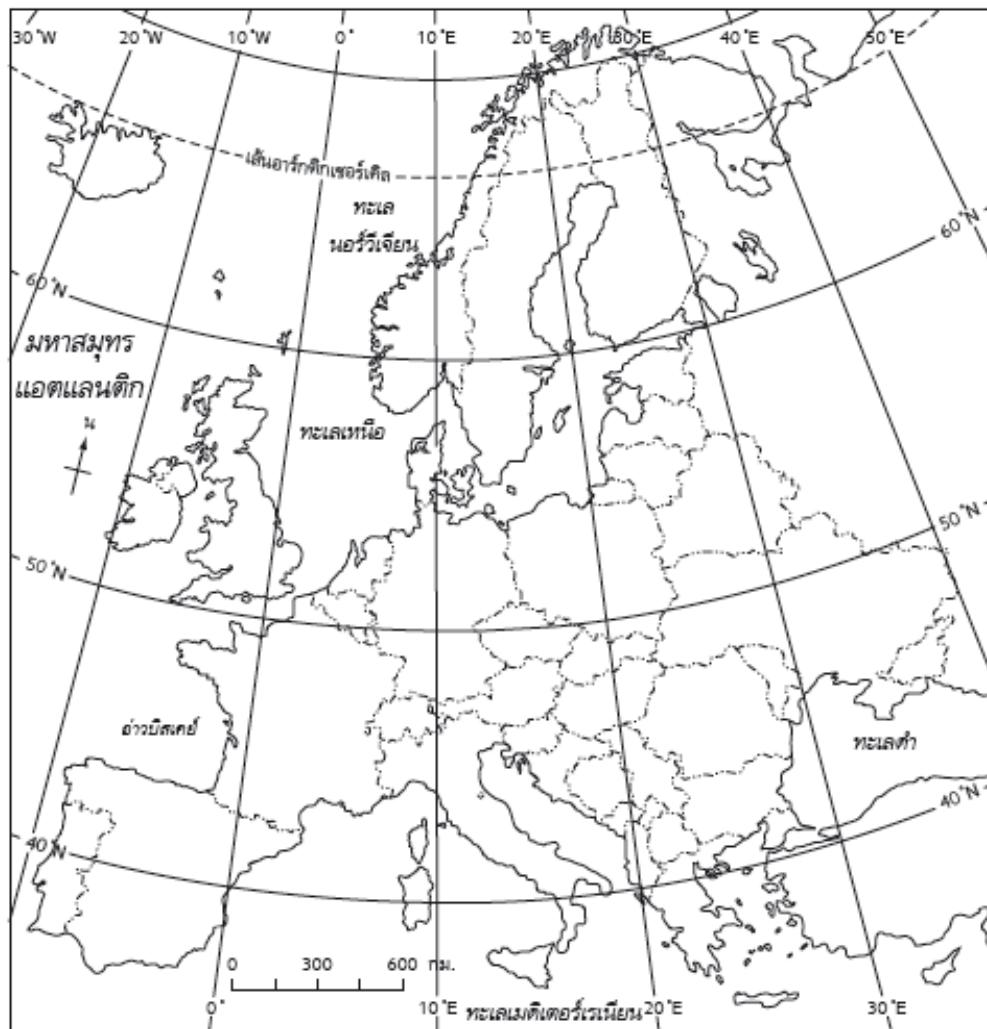 30˚W 20˚W 10˚W 0˚ 10˚E 20˚E 30˚E 40˚E 50˚E
เส้นอาร์กติกเซอร์เคิล
ทะเล
นอร์วีเจียน
60˚N
60˚N
มหาสมุทร
แอตแลนติก
น
ทะเลเหนือ
50˚N
50˚N
อ่าวบิสเคย์
ทะเลดำ
40˚N
40˚N
0 300 600 กม.
0˚ 10˚E 20˚E 30˚E
ทะเลเมดิเตอร์เรเนียน